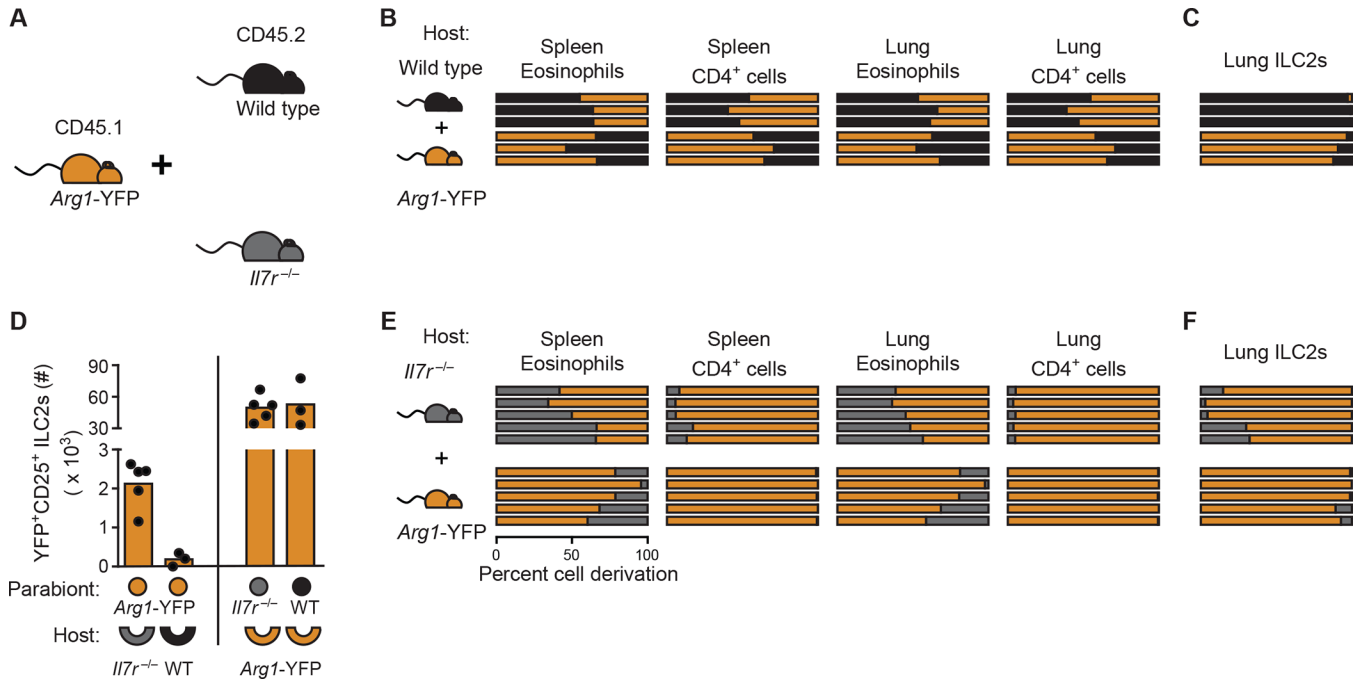 A
CD45.2
Wild type
CD45.1
+
Arg1-YFP
Il7r–/–
B
Host:
Wild type
+
Arg1-YFP
Spleen
Eosinophils
Spleen
CD4+ cells
Lung
Eosinophils
Lung
CD4+ cells
C
Lung ILC2s
D
YFP+CD25+ ILC2s (#)
( x 103)
90
60
30
3
2
1
0
Parabiont:
Arg1-YFP
Il7r–/– WT
Host:
Il7r–/– WT
Arg1-YFP
E
Host:
Il7r–/–
+
Arg1-YFP
Spleen
Eosinophils
Spleen
CD4+ cells
Lung
Eosinophils
Lung
CD4+ cells
0 50 100
Percent cell derivation
F
Lung ILC2s